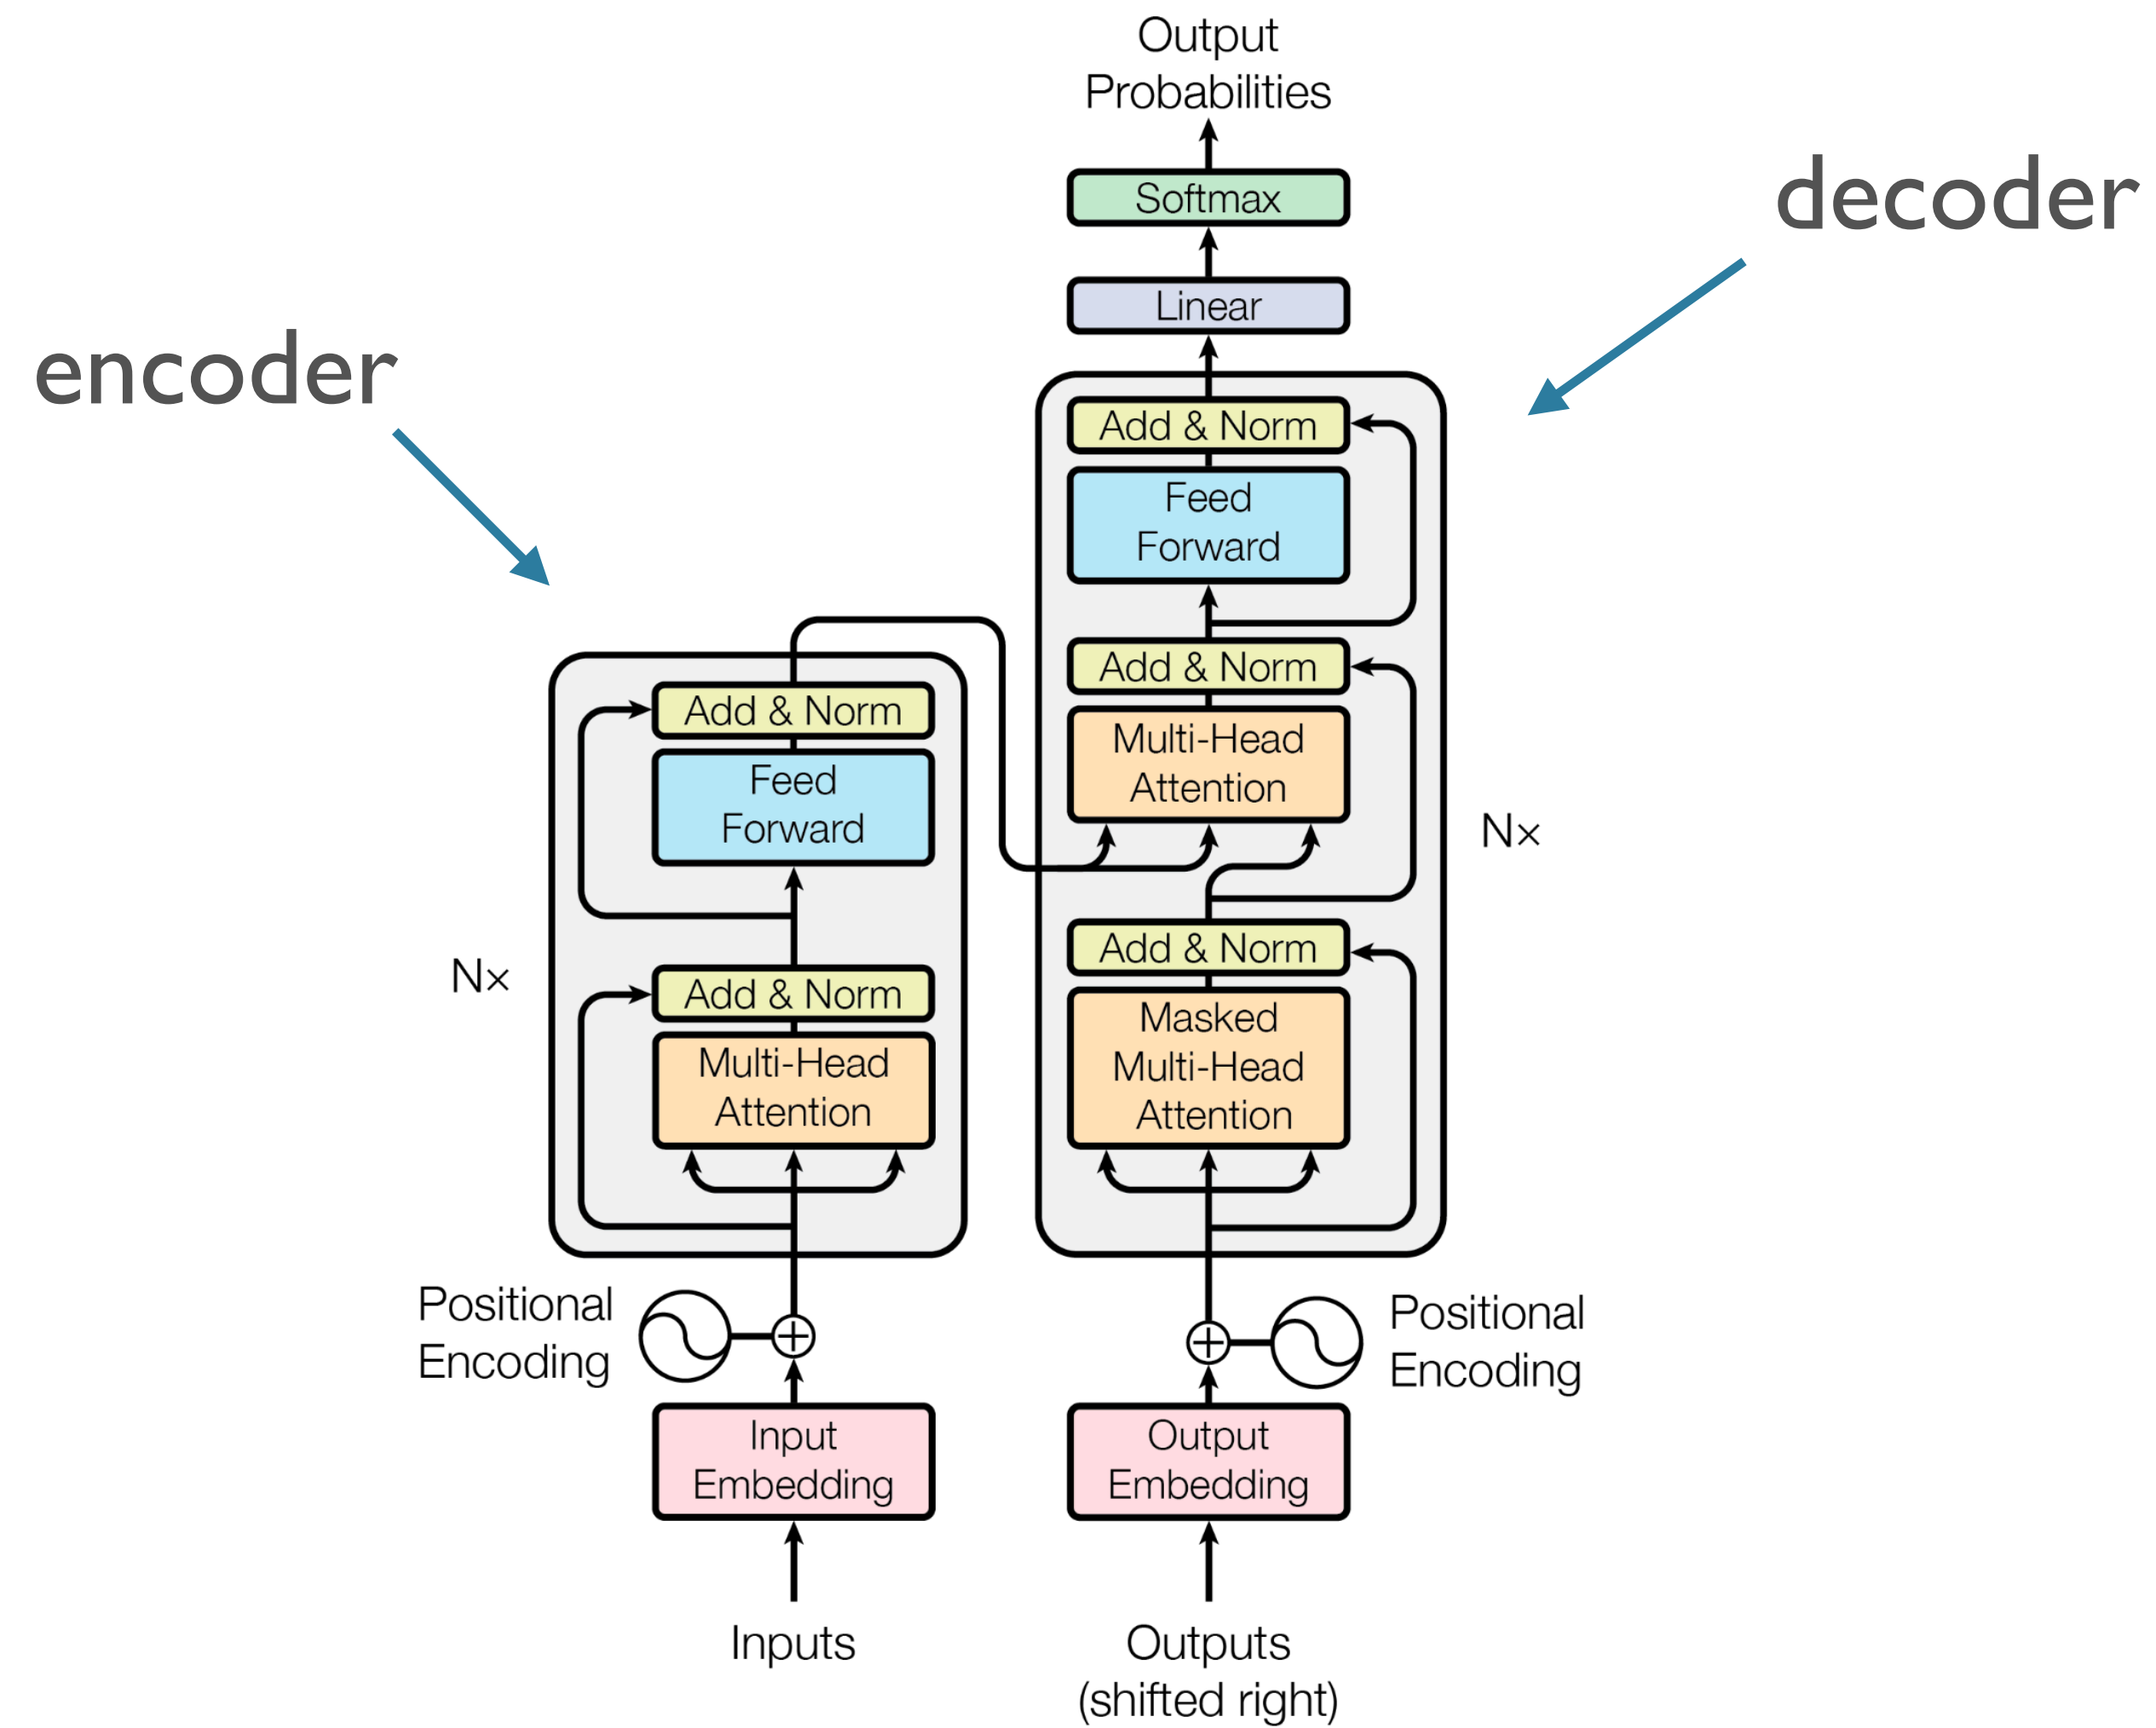 Output
Probabilities
Softmax
decoder
Linear
encoder
Add & Norm
Feed
Forward
Add & Norm
Multi-Head
Attention
N×
Add & Norm
Masked
Multi-Head
Attention
Add & Norm
Feed
Forward
N×
Add & Norm
Multi-Head
Attention
Positional
Encoding
Positional
Encoding
Input
Embedding
Output
Embedding
Inputs
Outputs
(shifted right)